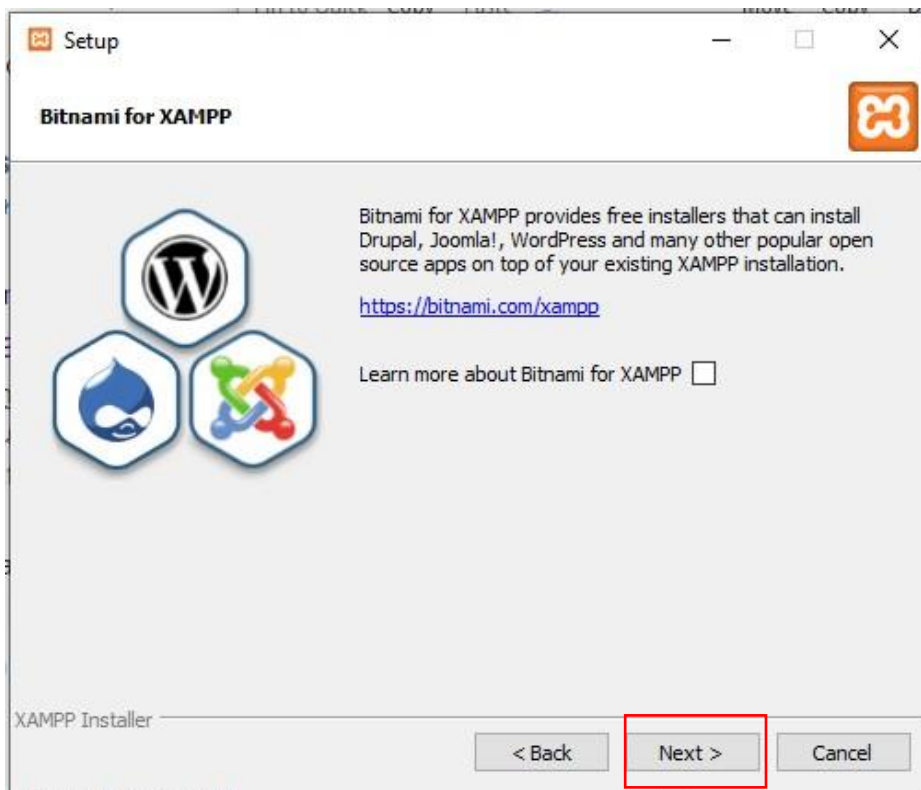 Setup
Bitnami for XAMPP
Bitnami for XAMPP provides free installers that can install
Drupal, Joomla!, WordPress and many other popular open
source apps on top of your existing XAMPP installation.
https://bitnami.com/xampp
Learn more about Bitnami for XAMPP
XAMPP Installer
< Back Next > Cancel